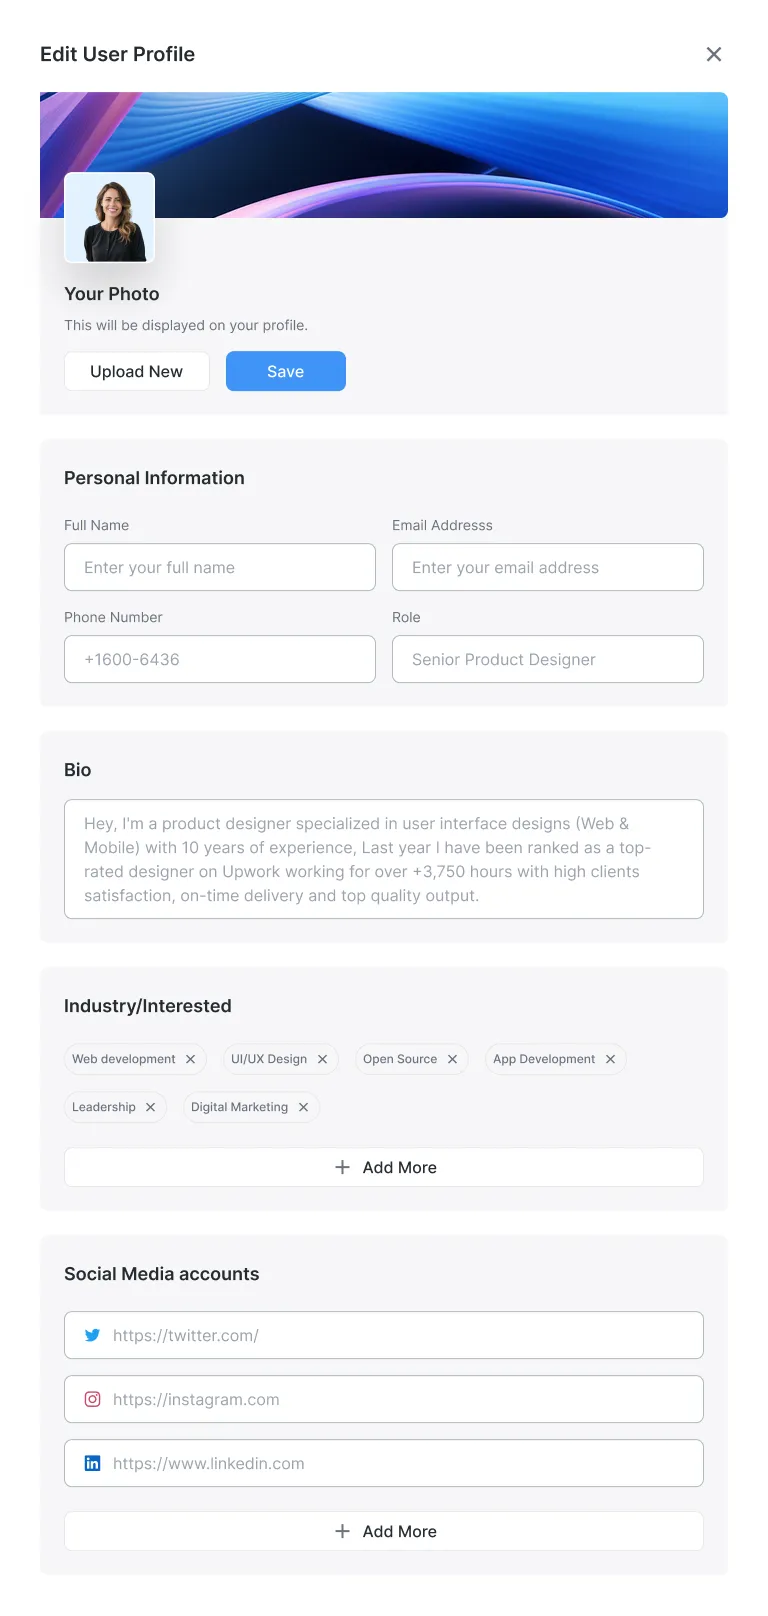 Edit User Profile
Your Photo
This will be displayed on your profile.
Upload New
Save
Personal Information
Full Name
Email Addresss
Enter your full name
Enter your email address
Phone Number
Role
+1600-6436
Senior Product Designer
Bio
Hey, I'm a product designer specialized in user interface designs (Web &
Mobile) with 10 years of experience, Last year I have been ranked as a top-
rated designer on Upwork working for over +3,750 hours with high clients
satisfaction, on-time delivery and top quality output.
Industry/Interested
Web development
UI/UX Design
Open Source
App Development
Leadership
Digital Marketing
Add More
Social Media accounts
https://twitter.com/
https://instagram.com
in
https://www.linkedin.com
Add More